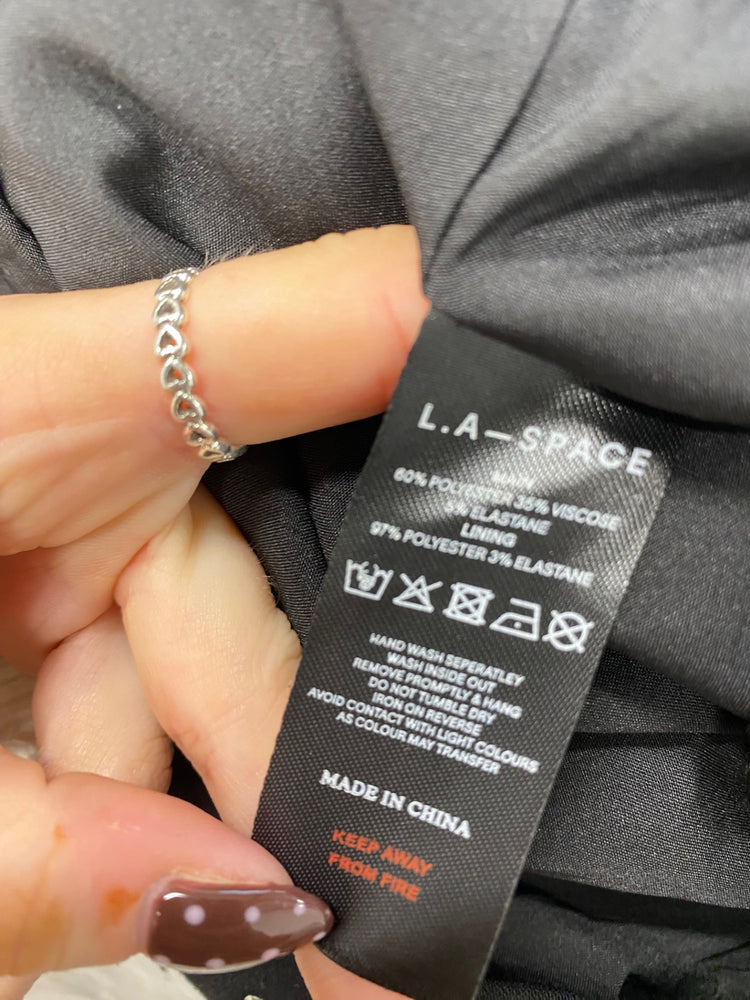 L.A—SPACE
60% POLYESTER 35% VISCOSE
5% ELASTANE
LINING
97% POLYESTER 3% ELASTANE
HAND WASH SEPERATLEY
WASH INSIDE OUT
REMOVE PROMPTLY & HANG
DO NOT TUMBLE DRY
IRON ON REVERSE
AVOID CONTACT WITH LIGHT COLOURS
AS COLOUR MAY TRANSFER
MADE IN CHINA
KEEP AWAY
FROM FIRE